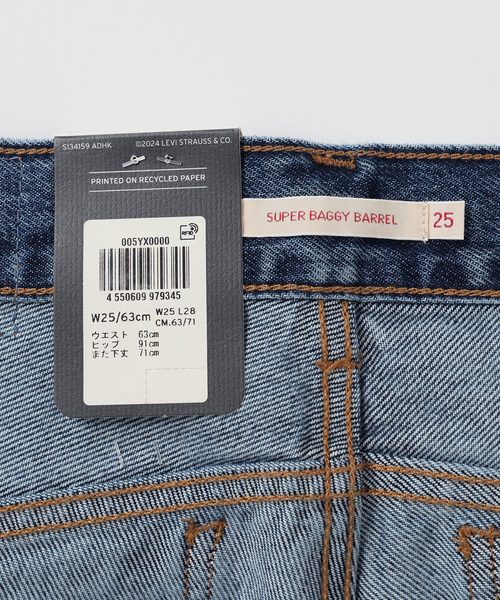 S134159 ADHK ©2024 LEVI STRAUSS & CO.
PRINTED ON RECYCLED PAPER
SUPER BAGGY BARREL 25
005YX0000
RFID
4 550609 979345
W25/63cm W25 L28
CM.63/71
ウエスト 63cm
ヒップ 91cm
また下丈 71cm